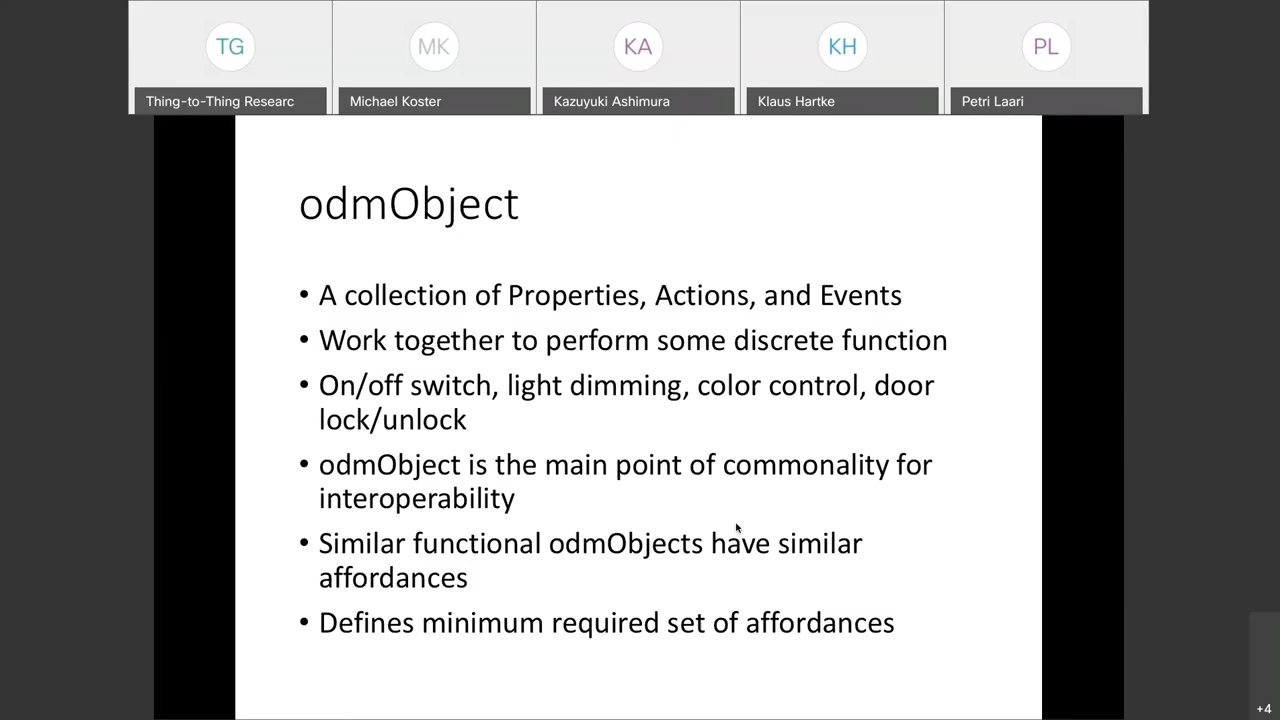 TG
MK
KA
KH
PL
Thing-to-Thing Researc
Michael Koster
Kazuyuki Ashimura
Klaus Hartke
Petri Laari
odmObject
• A collection of Properties, Actions, and Events
• Work together to perform some discrete function
• On/off switch, light dimming, color control, door
lock/unlock
• odmObject is the main point of commonality for
interoperability
• Similar functional odmObjects have similar
affordances
• Defines minimum required set of affordances
+4